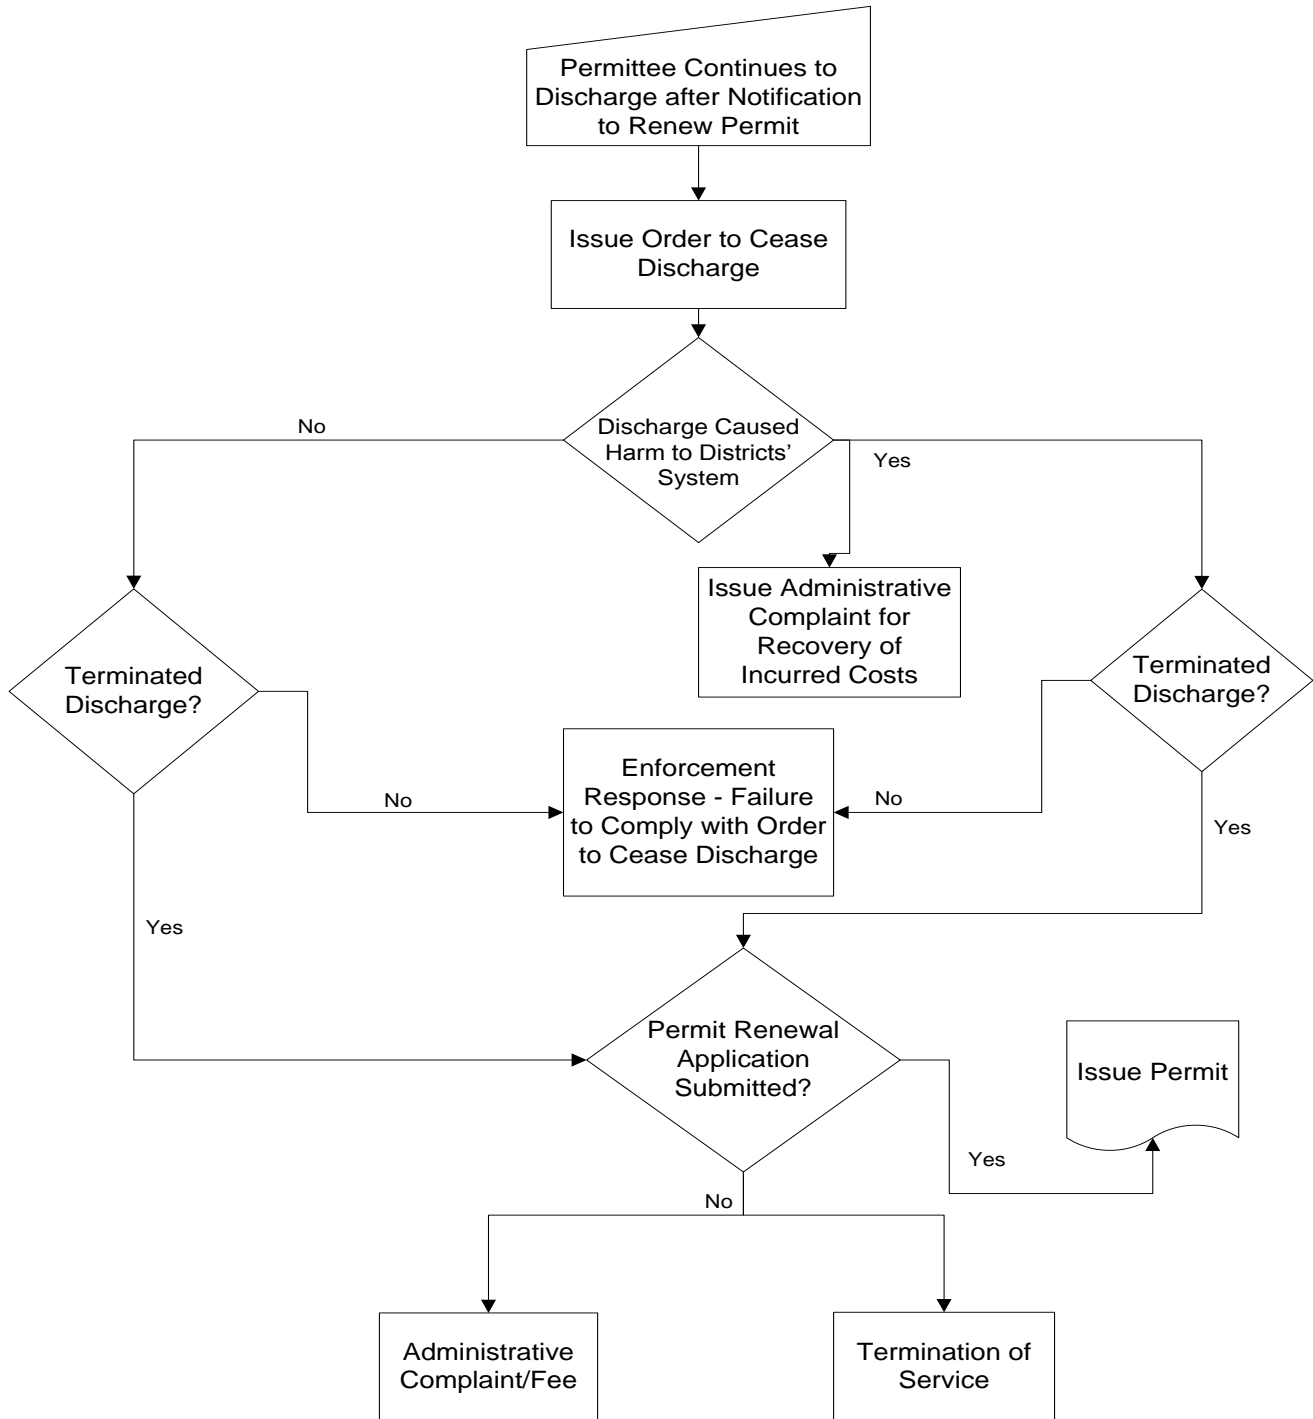 Permittee Continues to
Discharge after Notification
to Renew Permit
Issue Order to Cease
Discharge
Discharge Caused
Harm to Districts'
System
No
Yes
Issue Administrative
Complaint for
Recovery of
Incurred Costs
Terminated
Discharge?
Terminated
Discharge?
Enforcement
Response - Failure
to Comply with Order
to Cease Discharge
No
No
Yes
Yes
Permit Renewal
Application
Submitted?
Issue Permit
Yes
No
Administrative
Complaint/Fee
Termination of
Service